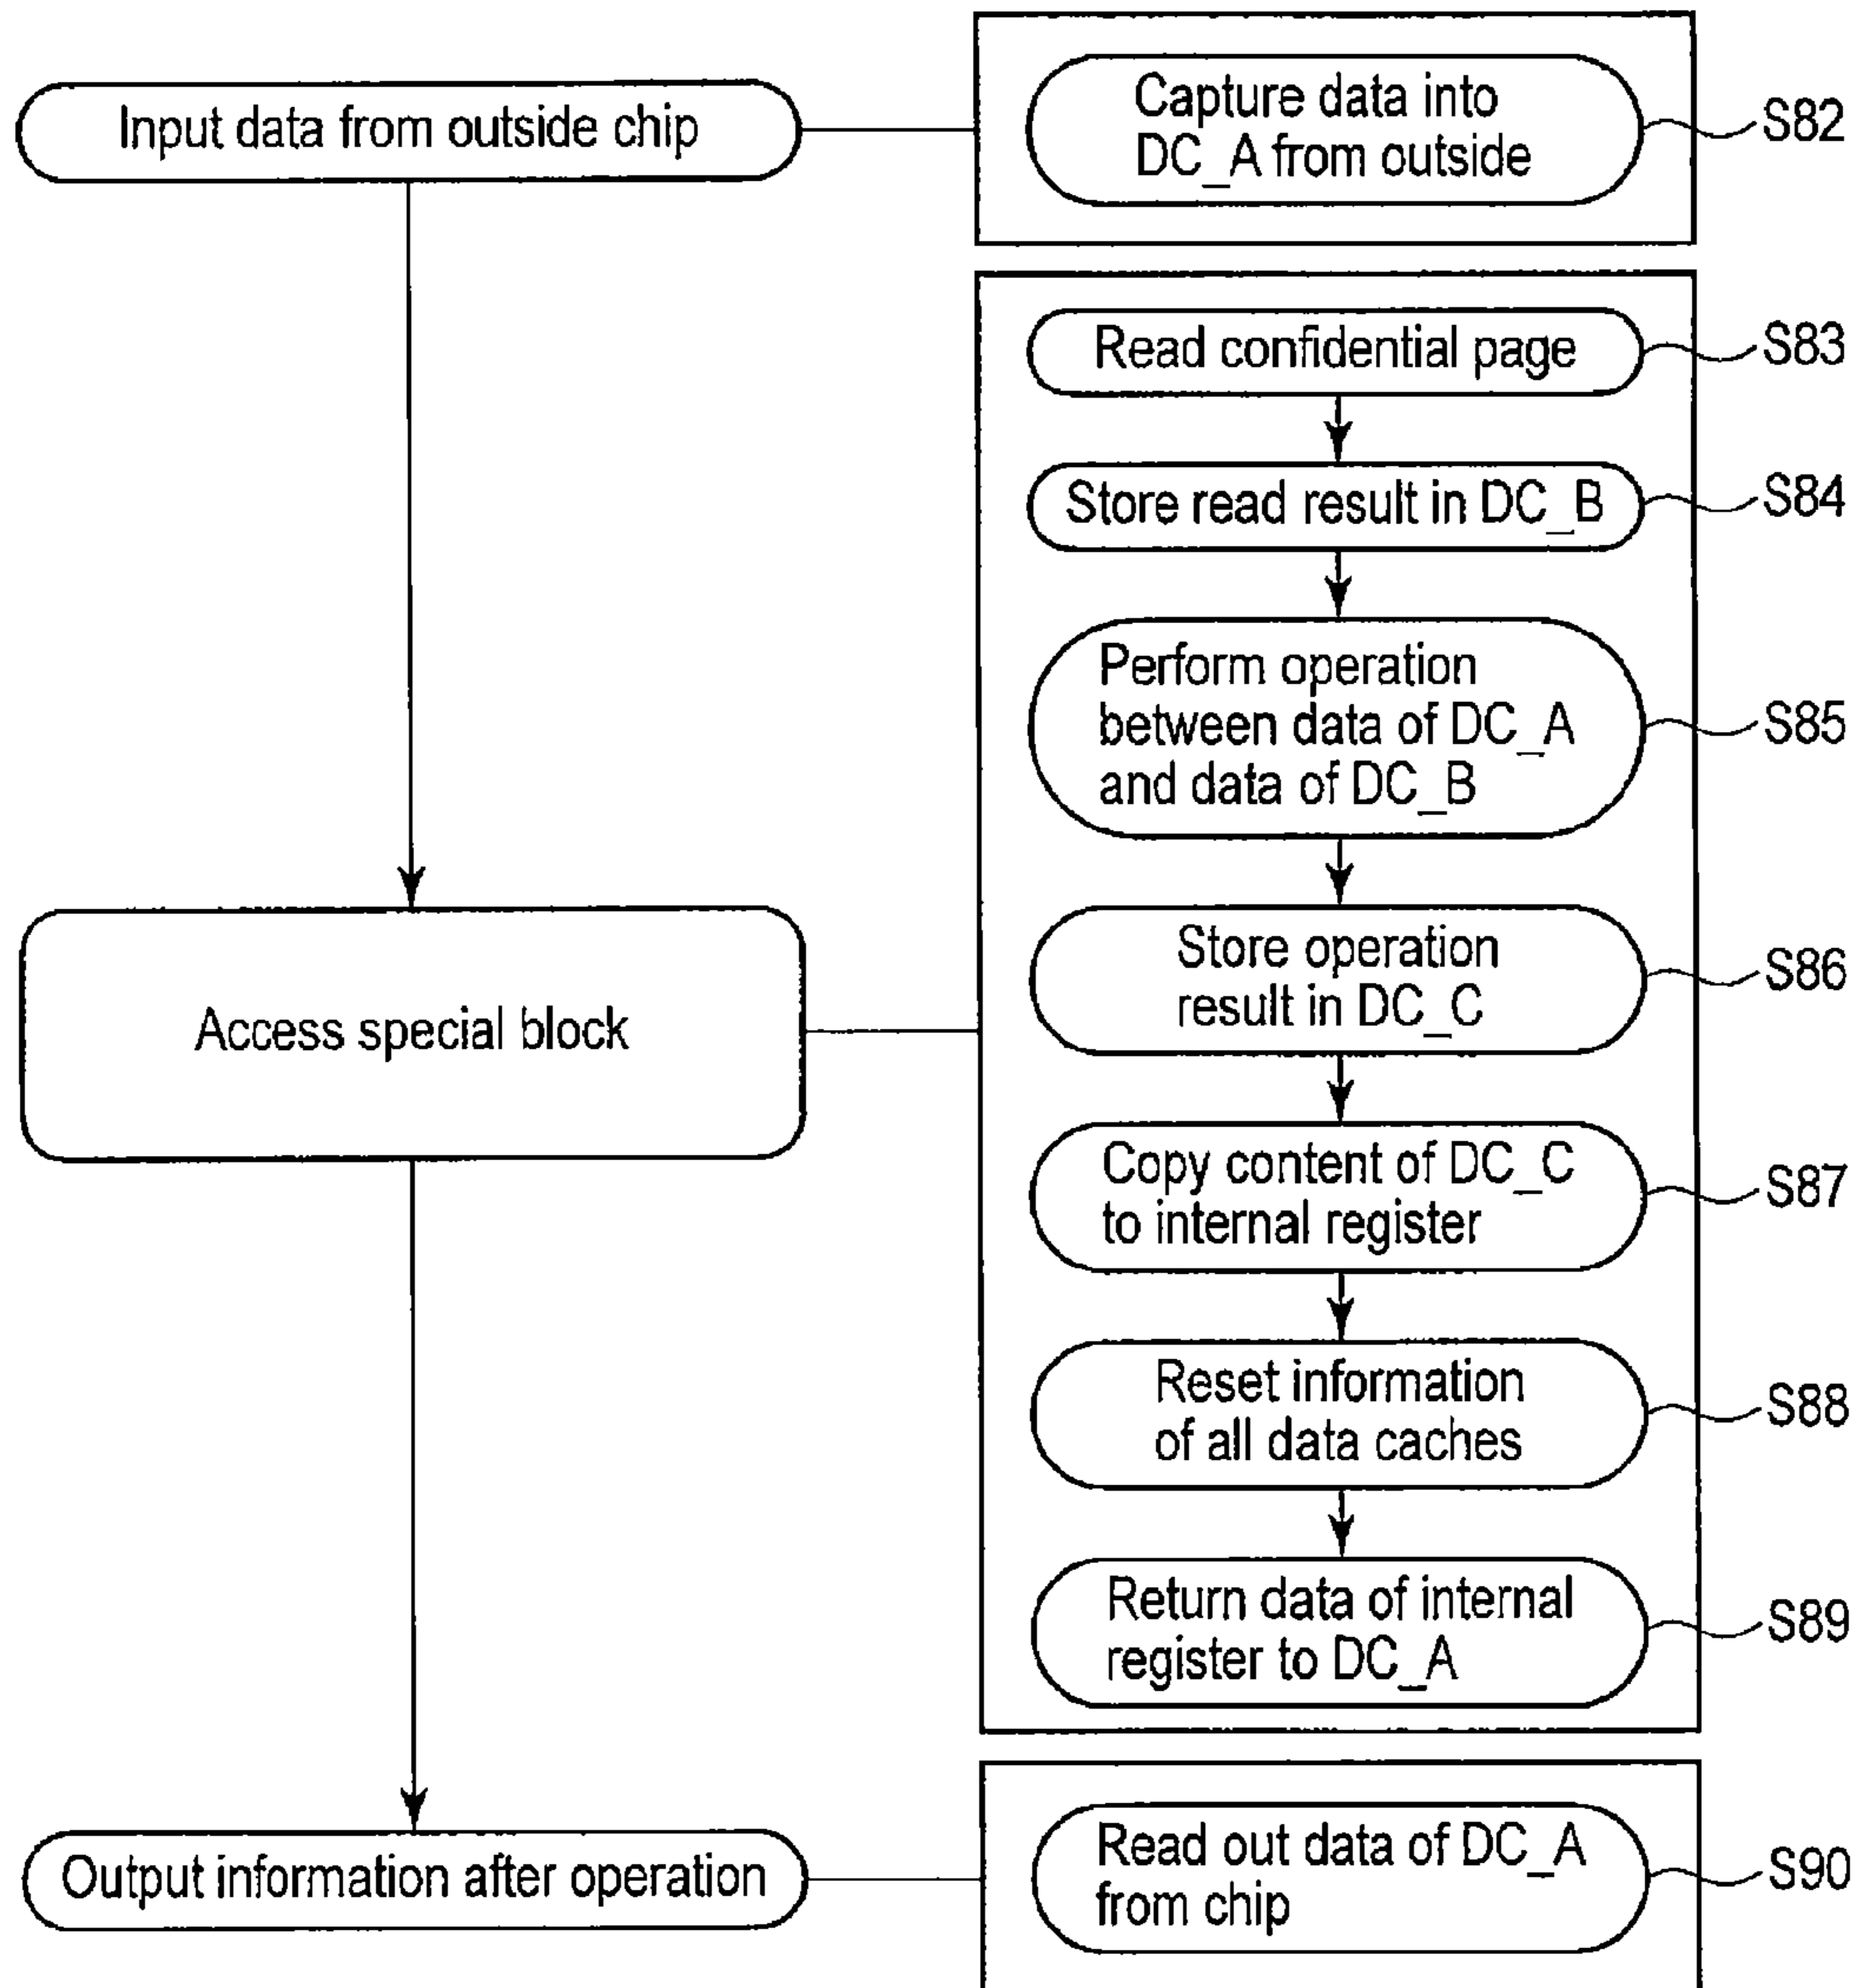 Input data from outside chip
Capture data into
DC_A from outside
S82
Read confidential page
S83
Store read result in DC_B
S84
Perform operation
between data of DC_A
and data of DC_B
S85
Access special block
Store operation
result in DC_C
S86
Copy content of DC_C
to internal register
S87
Reset information
of all data caches
S88
Return data of internal
register to DC_A
S89
Output information after operation
Read out data of DC_A
from chip
S90